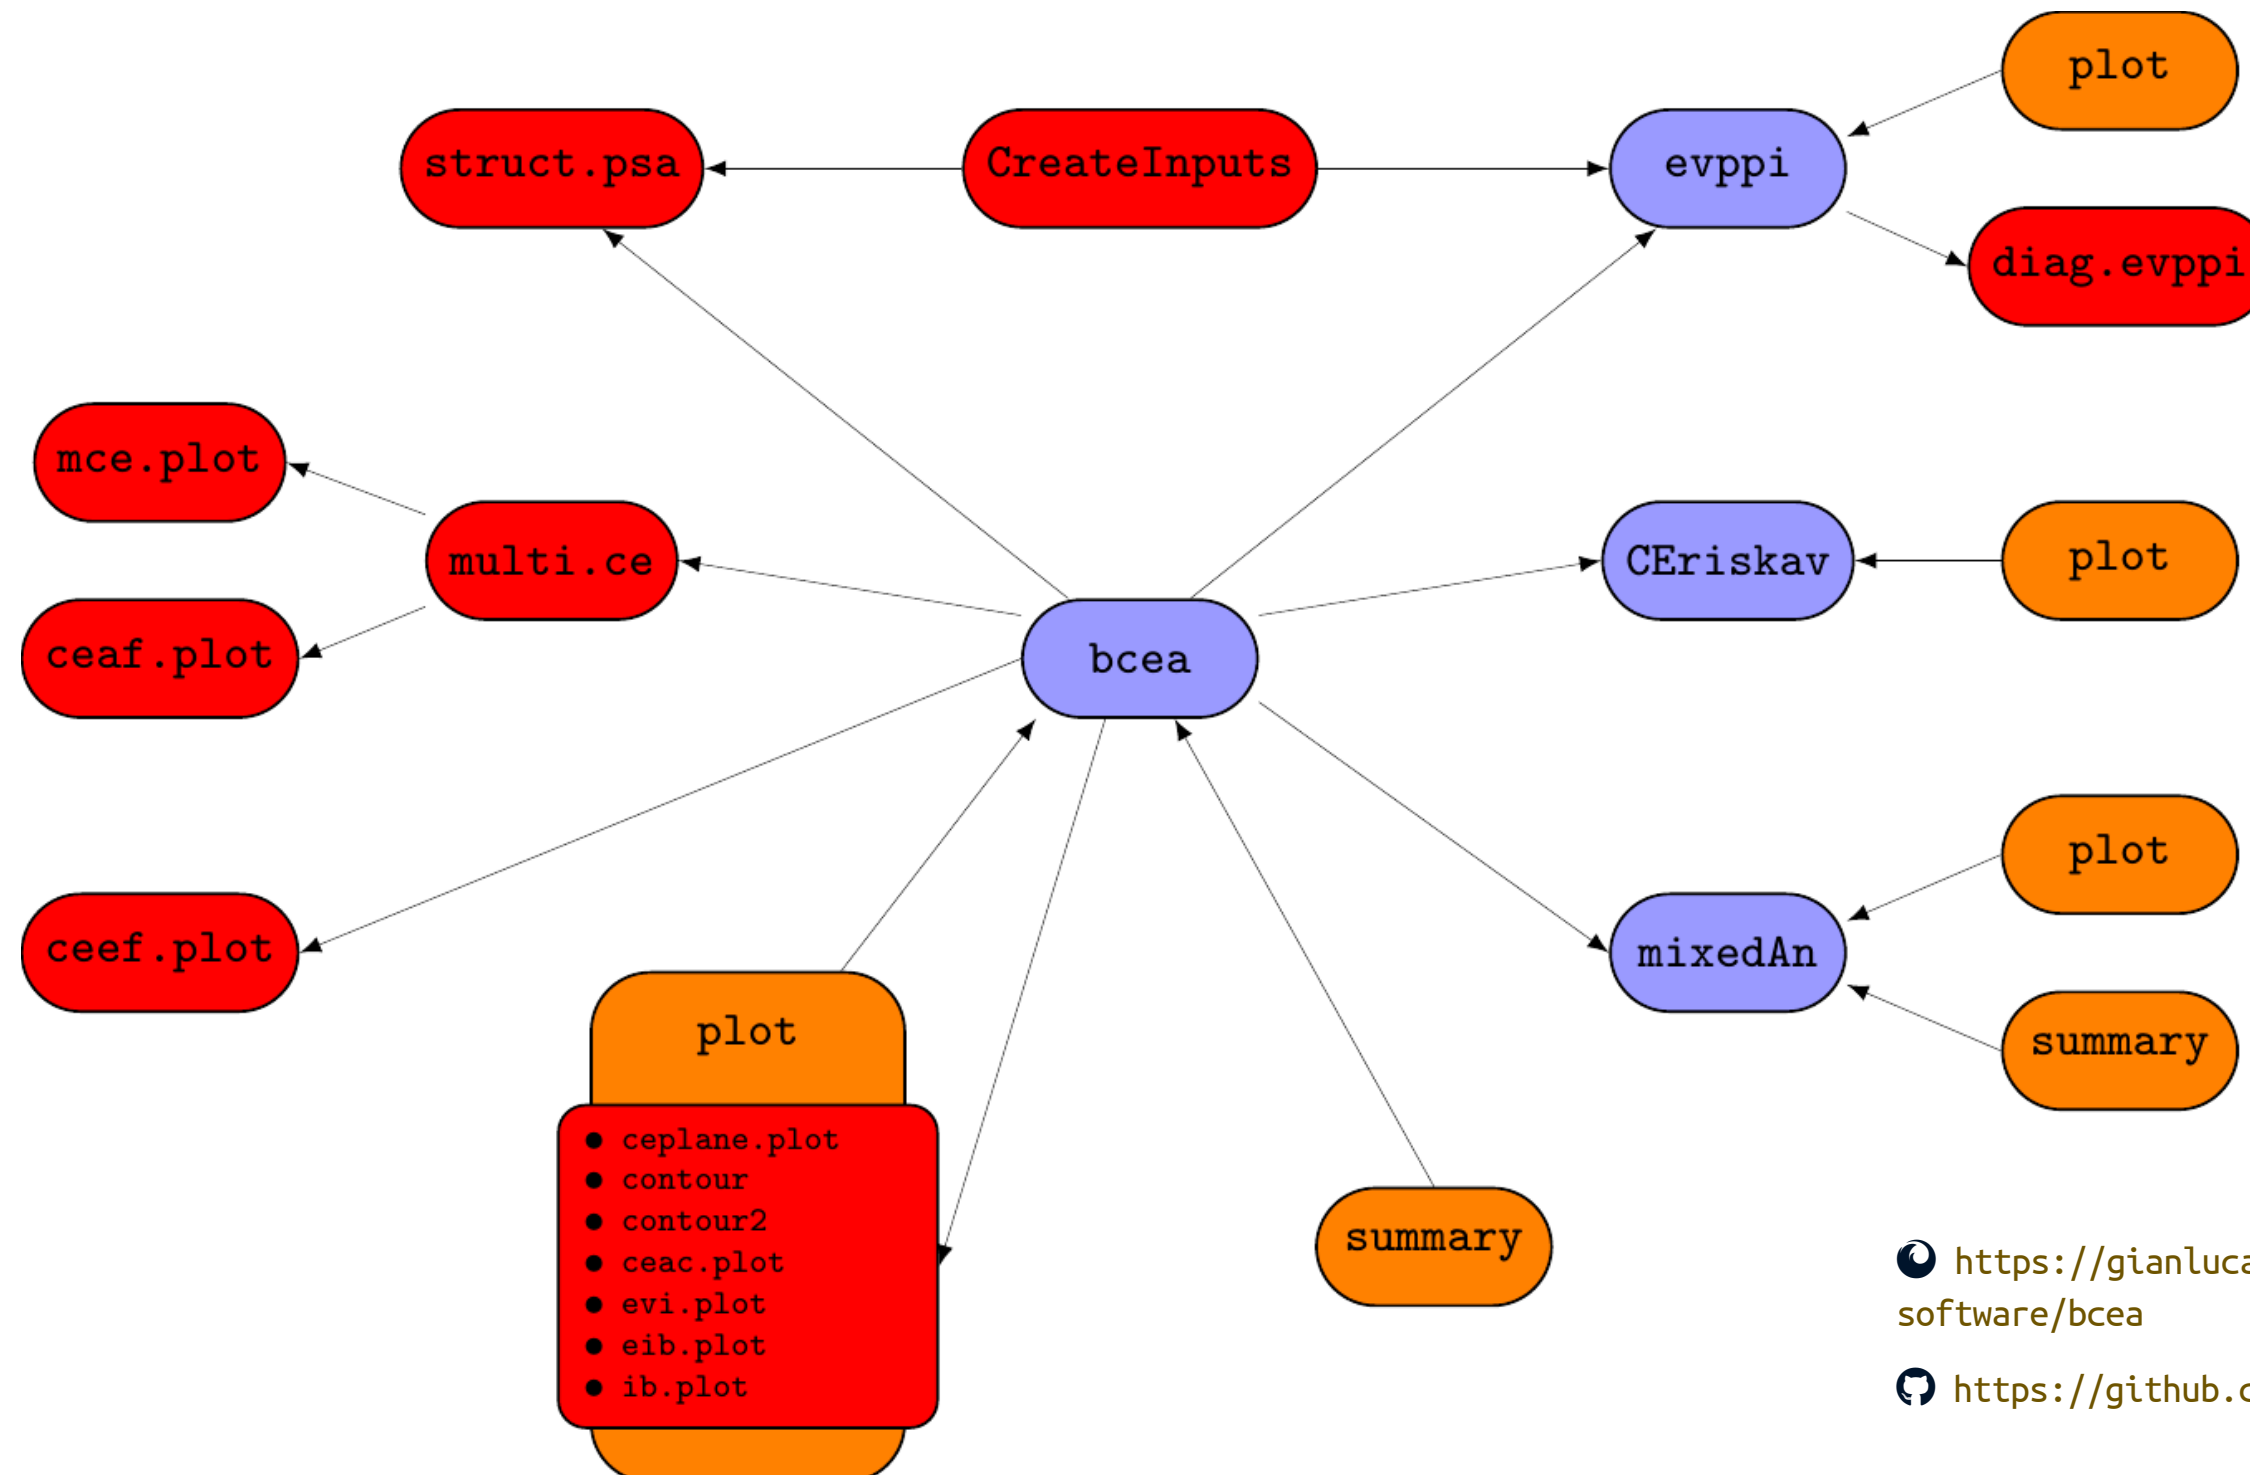 plot
struct.psa
CreateInputs
evppi
diag.evppi
mce.plot
multi.ce
CEriskav
plot
ceaf.plot
bcea
plot
ceef.plot
mixedAn
plot
summary
ceplane.plot
contour
contour2
ceac.plot
evi.plot
eib.plot
ib.plot
summary
https://gianluca
software/bcea
https://github.c